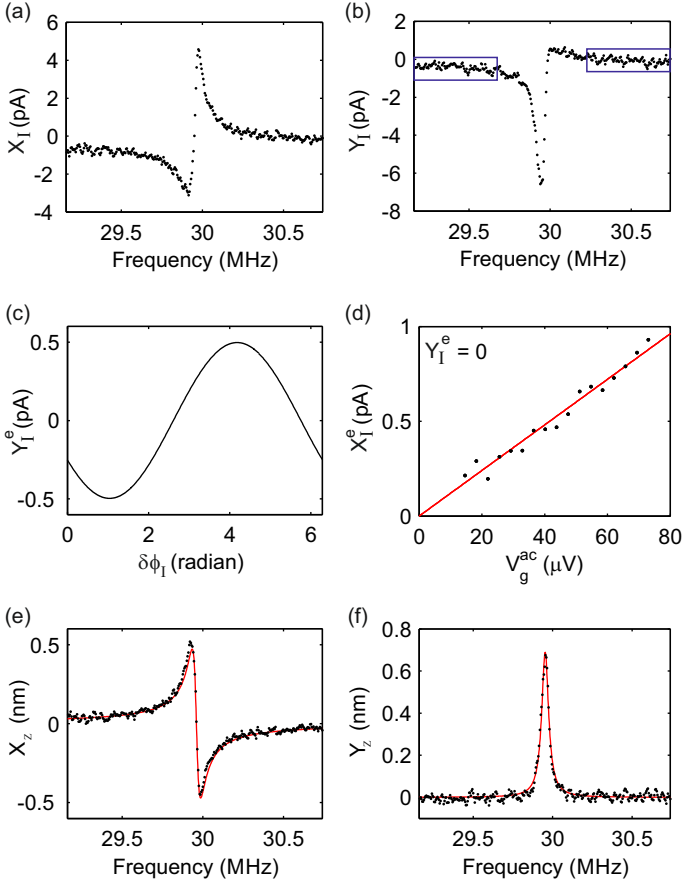 (a)
X_I (pA)
6
4
2
0
-2
-4
29.5
30
30.5
Frequency (MHz)
(b)
Y_I (pA)
2
0
-2
-4
-6
-8
29.5
30
30.5
Frequency (MHz)
(c)
Y_I^e (pA)
0.5
0
-0.5
0
2
4
6
δϕ_I (radian)
(d)
Y_I^e = 0
X_I^e (pA)
1
0.5
0
0
20
40
60
80
V_g^ac (μV)
(e)
X_z (nm)
0.5
0
-0.5
29.5
30
30.5
Frequency (MHz)
(f)
Y_z (nm)
0.8
0.6
0.4
0.2
0
29.5
30
30.5
Frequency (MHz)